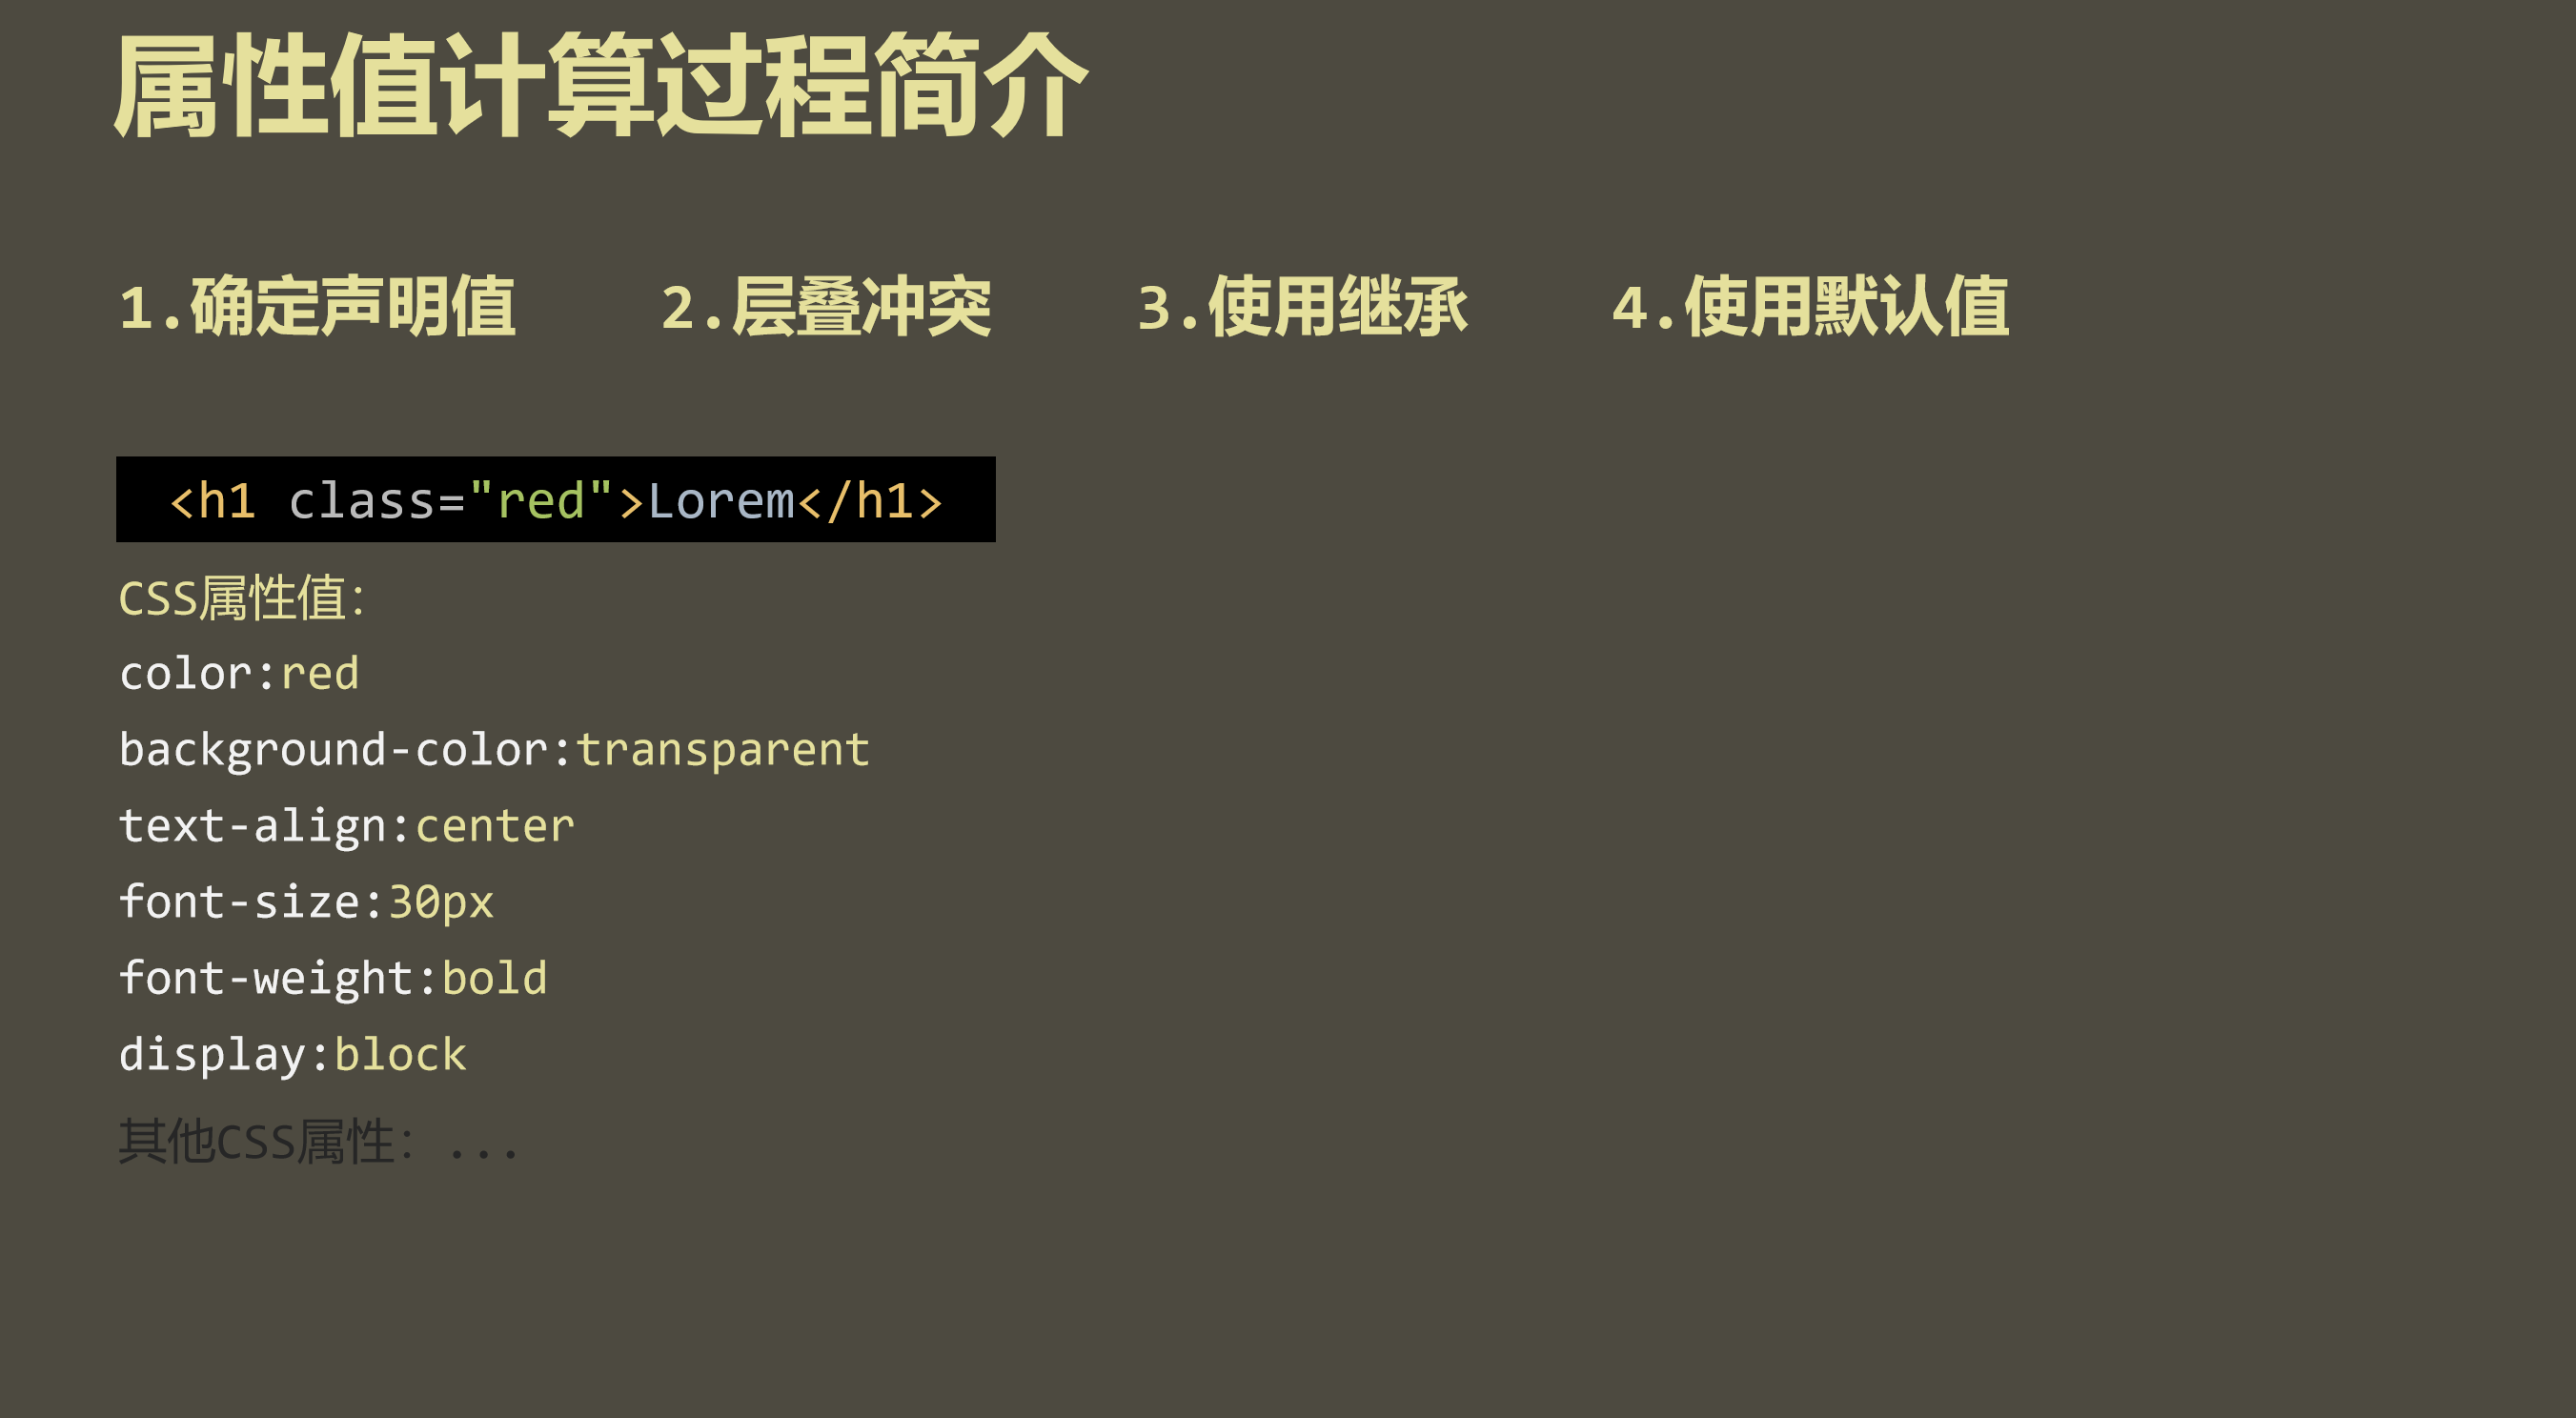 属性值计算过程简介
1.确定声明值 2.层叠冲突 3.使用继承 4.使用默认值
<h1 class="red">Lorem</h1>
CSS属性值：
color:red
background-color:transparent
text-align:center
font-size:30px
font-weight:bold
display:block
其他CSS属性：...